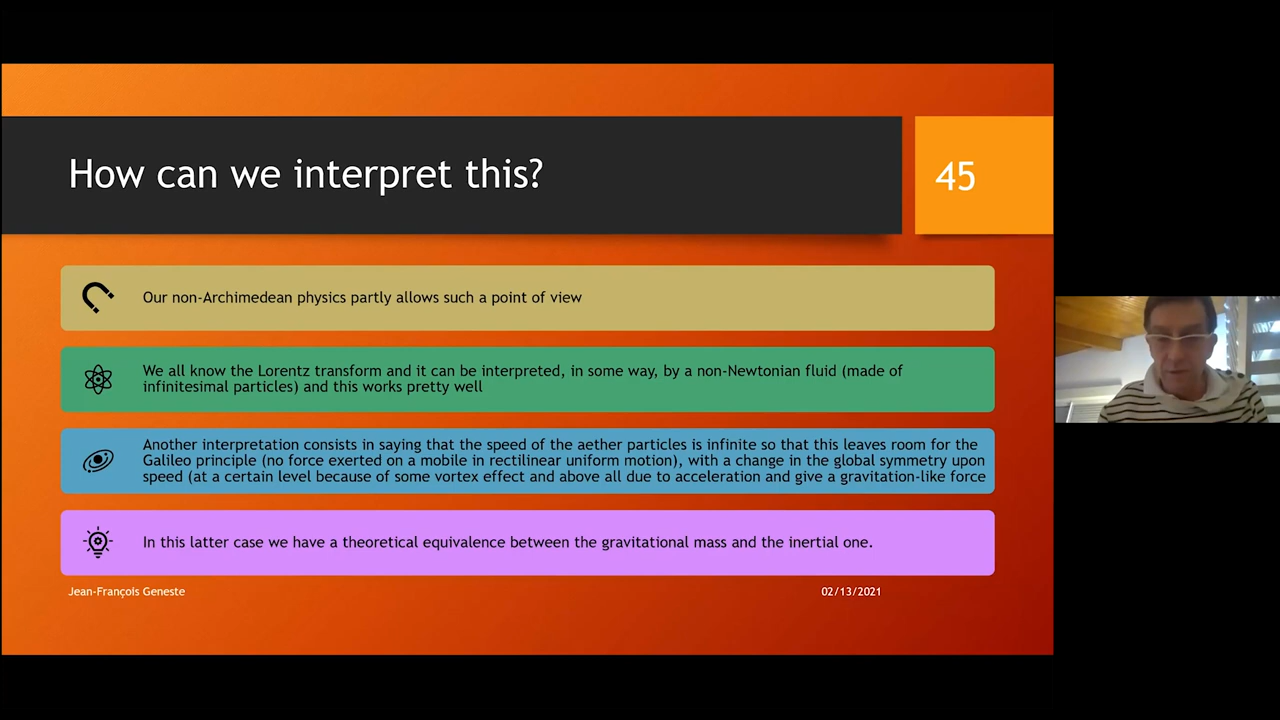 How can we interpret this?
45
Our non-Archimedean physics partly allows such a point of view
We all know the Lorentz transform and it can be interpreted, in some way, by a non-Newtonian fluid (made of
infinitesimal particles) and this works pretty well
Another interpretation consists in saying that the speed of the aether particles is infinite so that this leaves room for the
Galileo principle (no force exerted on a mobile in rectilinear uniform motion), with a change in the global symmetry upon
speed (at a certain level because of some vortex effect and above all due to acceleration and give a gravitation-like force
In this latter case we have a theoretical equivalence between the gravitational mass and the inertial one.
Jean-François Geneste
02/13/2021